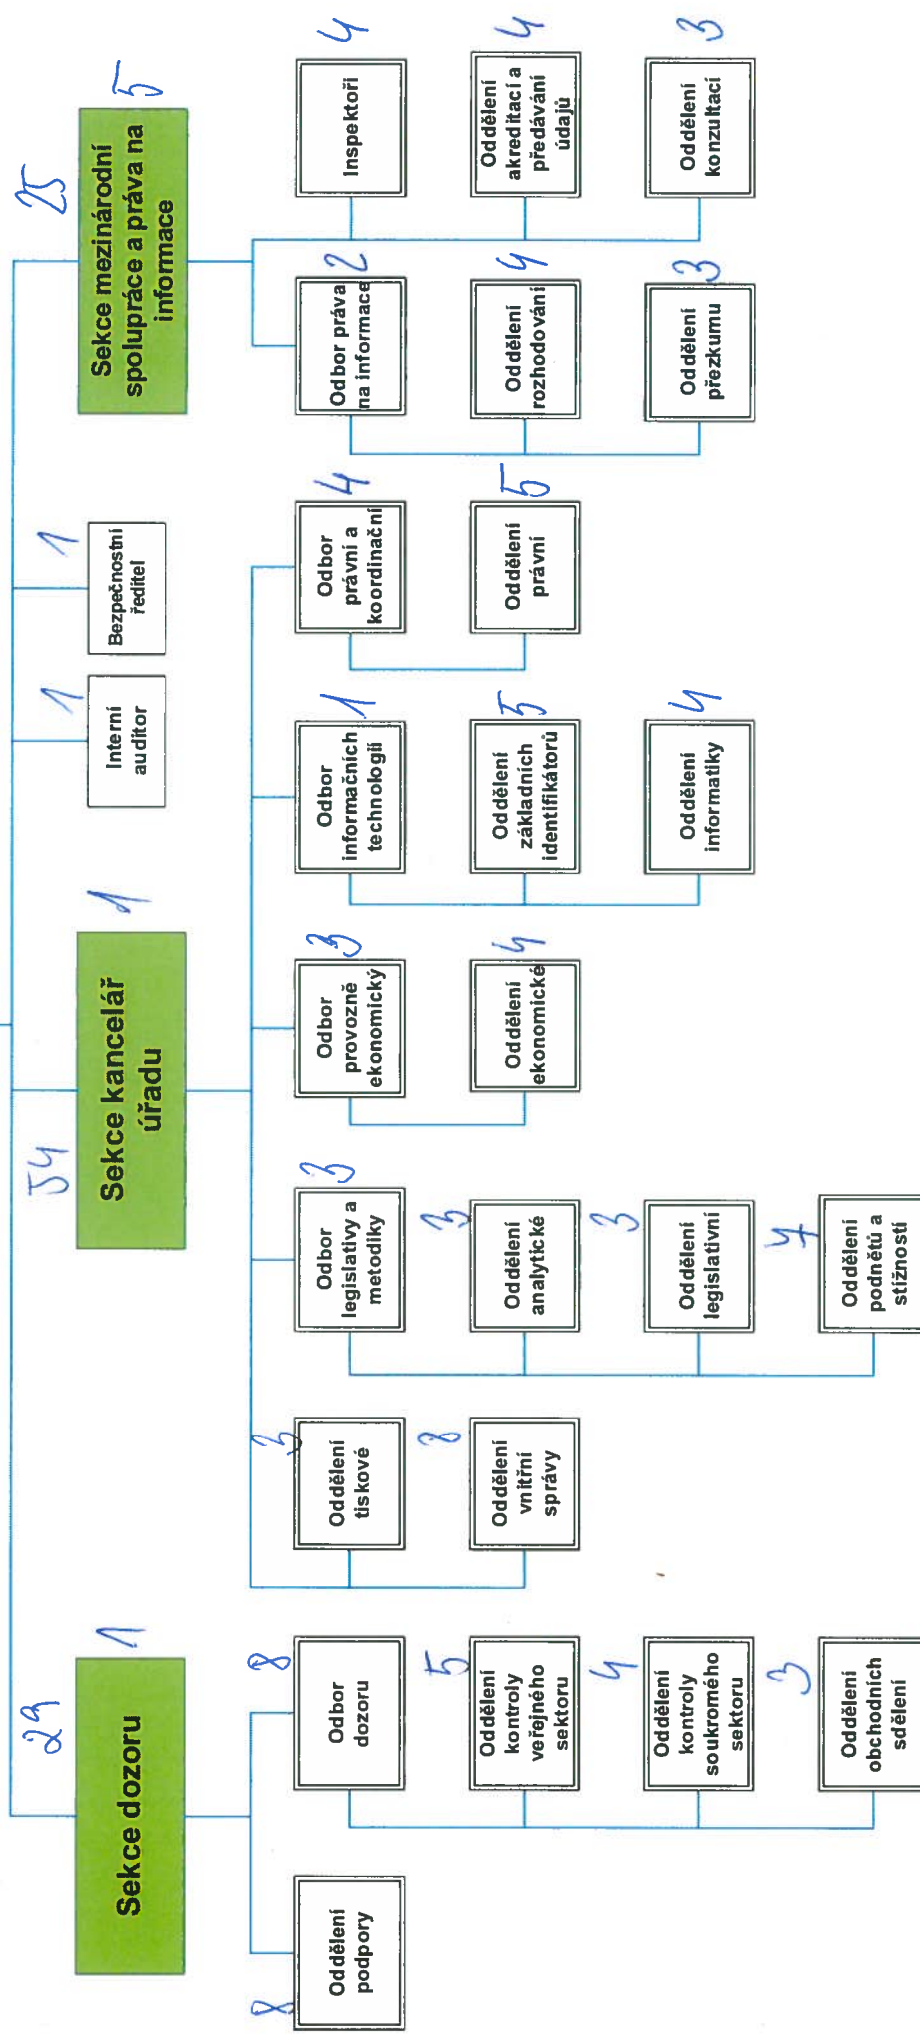 29
Sekce dozoru
1
8
Oddělení
podpory
8
Odbor
dozoru
5
Oddělení
kontroly
veřejného
sektoru
4
Oddělení
kontroly
soukromého
sektoru
3
Oddělení
obchodních
sdělení
54
Sekce kancelář
úřadu
1
3
Oddělení
tiskové
8
Oddělení
vnitřní
správy
3
Odbor
legislativy a
metodiky
3
Oddělení
analytické
3
Oddělení
legislativní
7
Oddělení
podnětů a
stížností
3
Odbor
provozně
ekonomický
4
Oddělení
ekonomické
1
Odbor
informačních
technologií
5
Oddělení
základních
identifikátorů
4
Oddělení
informatiky
4
Odbor
právní a
koordinační
5
Oddělení
právní
1
Interní
auditor
1
Bezpečnostní
ředitel
25
Sekce mezinárodní
spolupráce a práva na
informace
5
2
Odbor práva
na informace
4
Oddělení
rozhodování
3
Oddělení
přezkumu
4
Inspektoři
4
Oddělení
akreditací a
předávání
údajů
3
Oddělení
konzultací